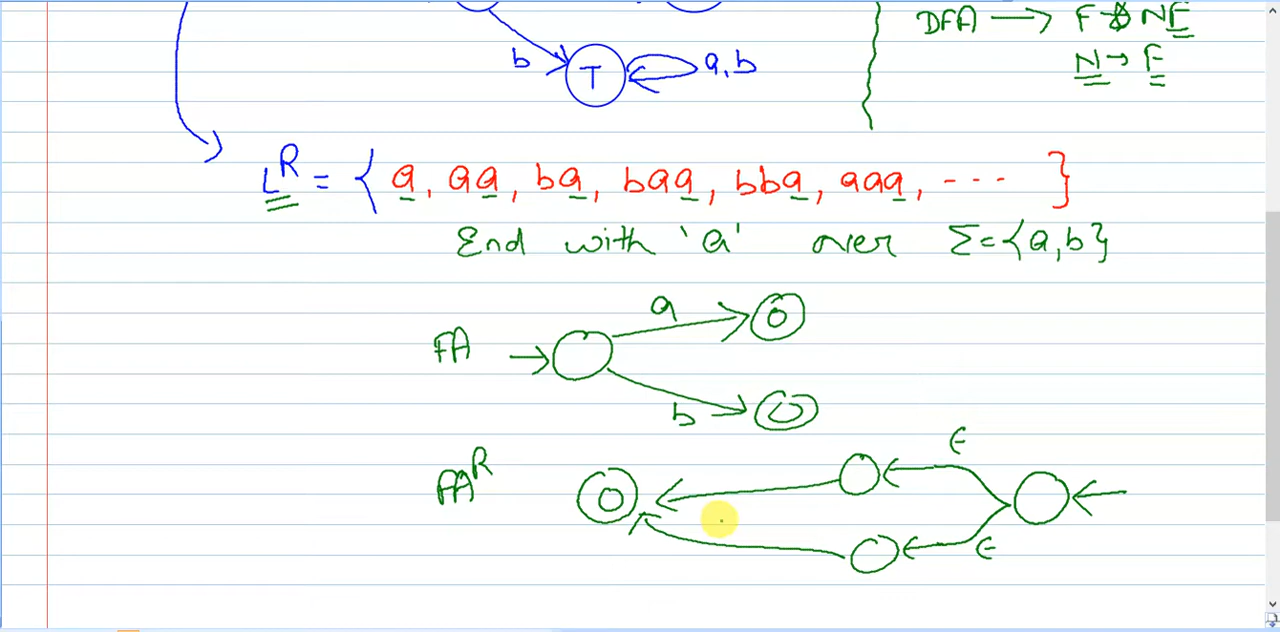 DFA → F & NF
N → F
b
T
a, b
L^R = { a, aa, ba, baa, bba, aaa, --- }
End with 'a' over Σ={a,b}
a
FA
b
ϵ
FA^R
ϵ